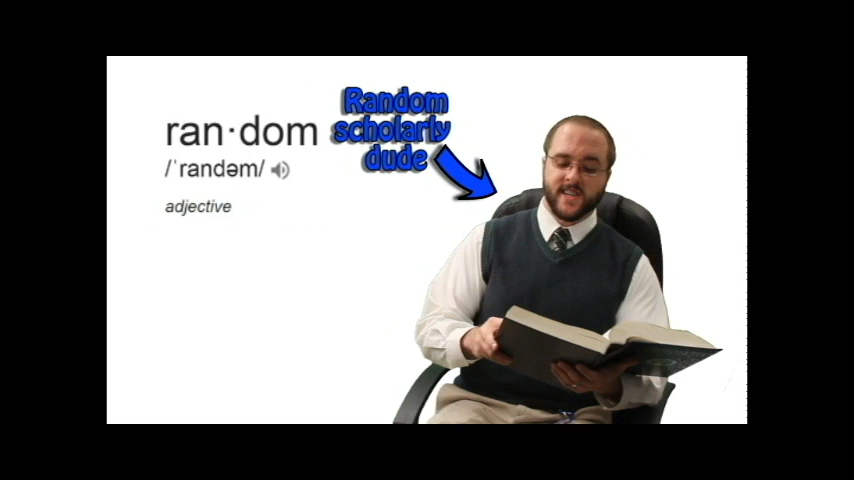 ran·dom
/ˈrandəm/
adjective
Random
scholarly
dude